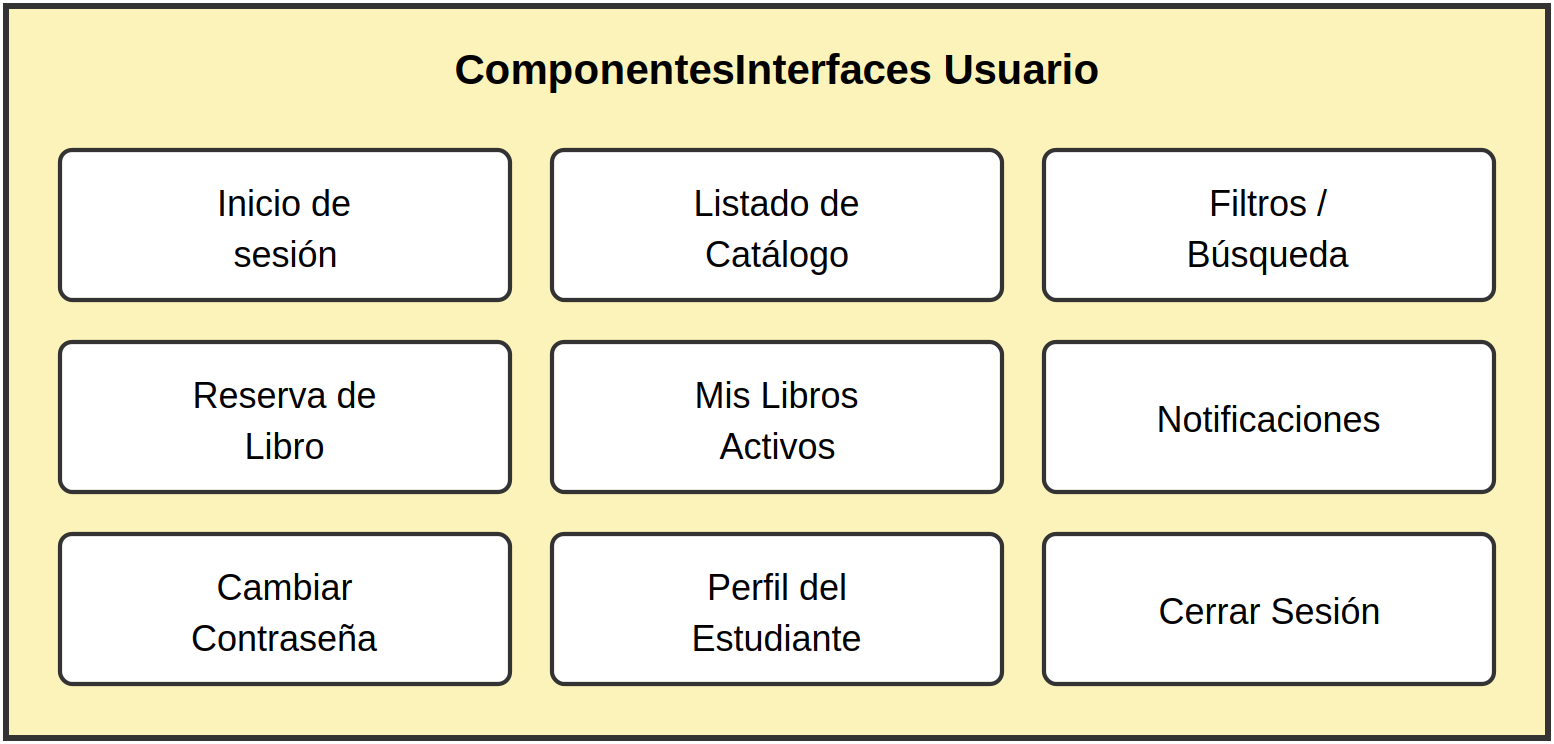 ComponentesInterfaces Usuario
Inicio de
sesión
Listado de
Catálogo
Filtros /
Búsqueda
Reserva de
Libro
Mis Libros
Activos
Notificaciones
Cambiar
Contraseña
Perfil del
Estudiante
Cerrar Sesión